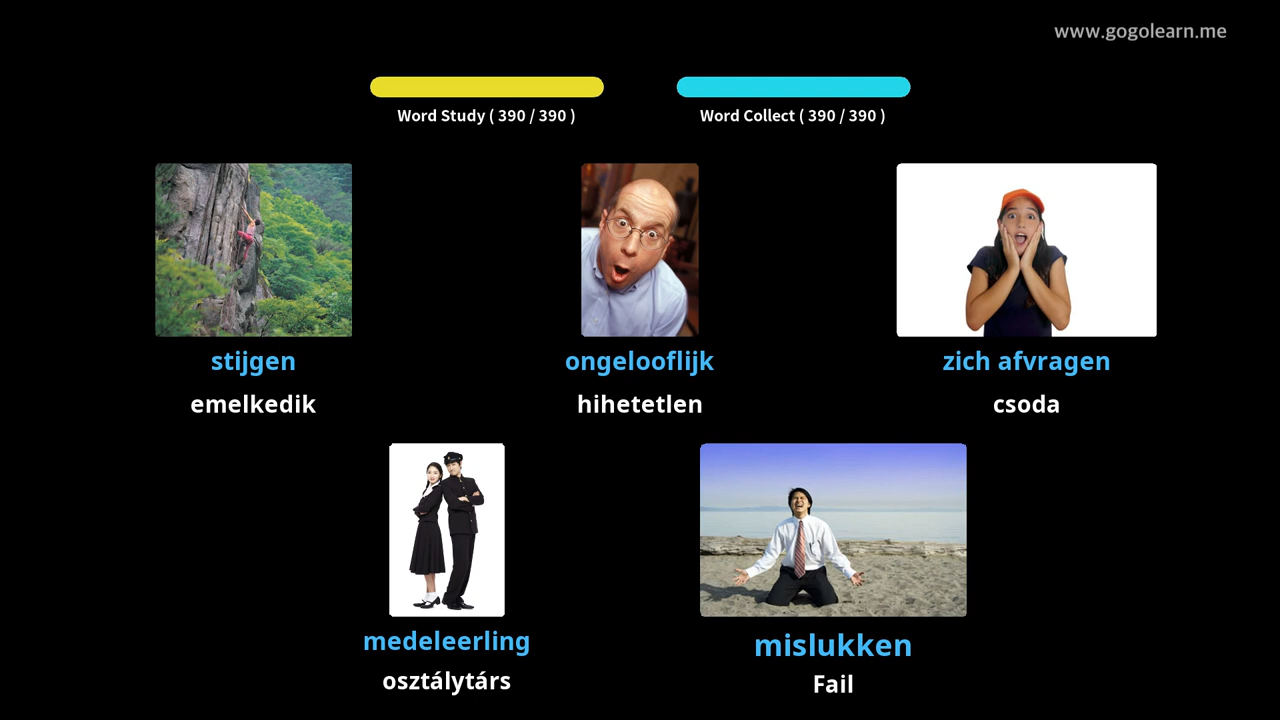 www.gogolearn.me
Word Study ( 390 / 390 )
Word Collect ( 390 / 390 )
stijgen
ongelooflijk
zich afvragen
emelkedik
hihetetlen
csoda
medeleerling
mislukken
osztálytárs
Fail